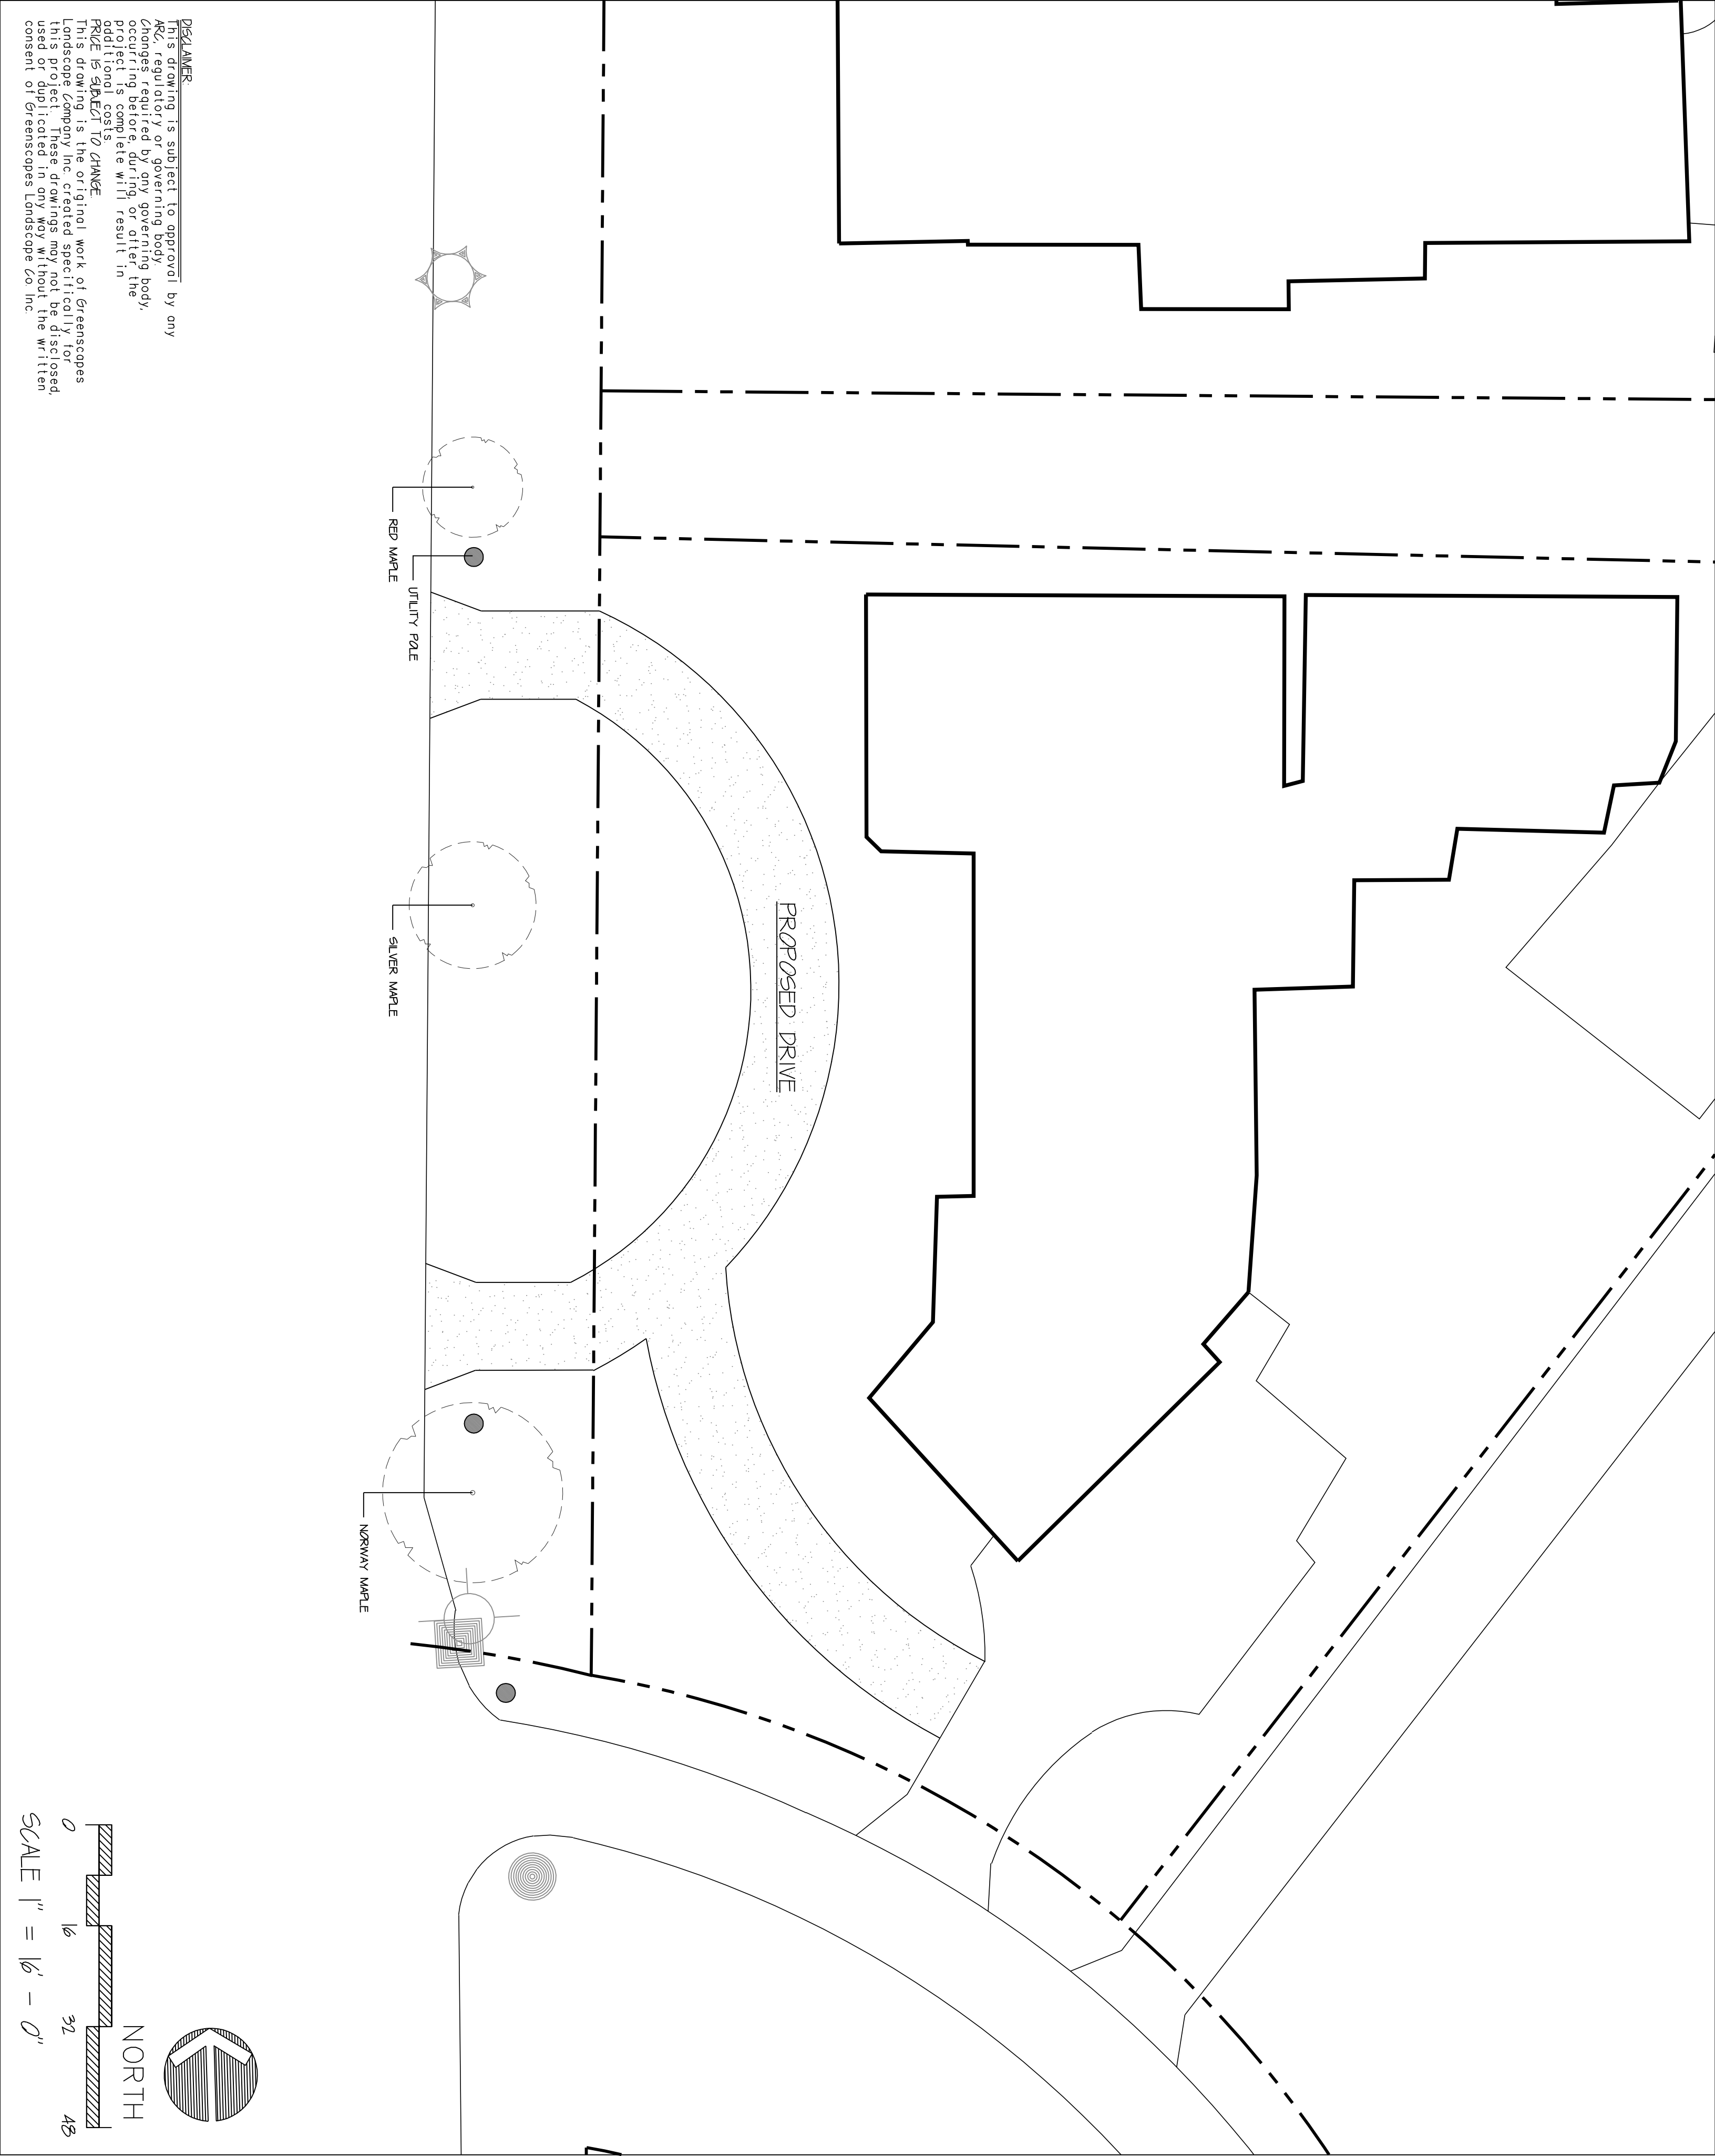 DISCLAIMER:
This drawing is subject to approval by any
ARC, regulatory or governing body.
Changes required by any governing body,
occurring before, during, or after the
project is complete will result in
additional costs.
PRICE IS SUBJECT TO CHANGE.
This drawing is the original work of Greenscapes
Landscape Company Inc. created specifically for
this project. These drawings may not be disclosed,
used or duplicated in any way without the written
consent of Greenscapes Landscape Co. Inc.
PROPOSED DRIVE
RED MAPLE
UTILITY POLE
SILVER MAPLE
NORWAY MAPLE
NORTH
0 16 32 48
SCALE 1" = 16' - 0"